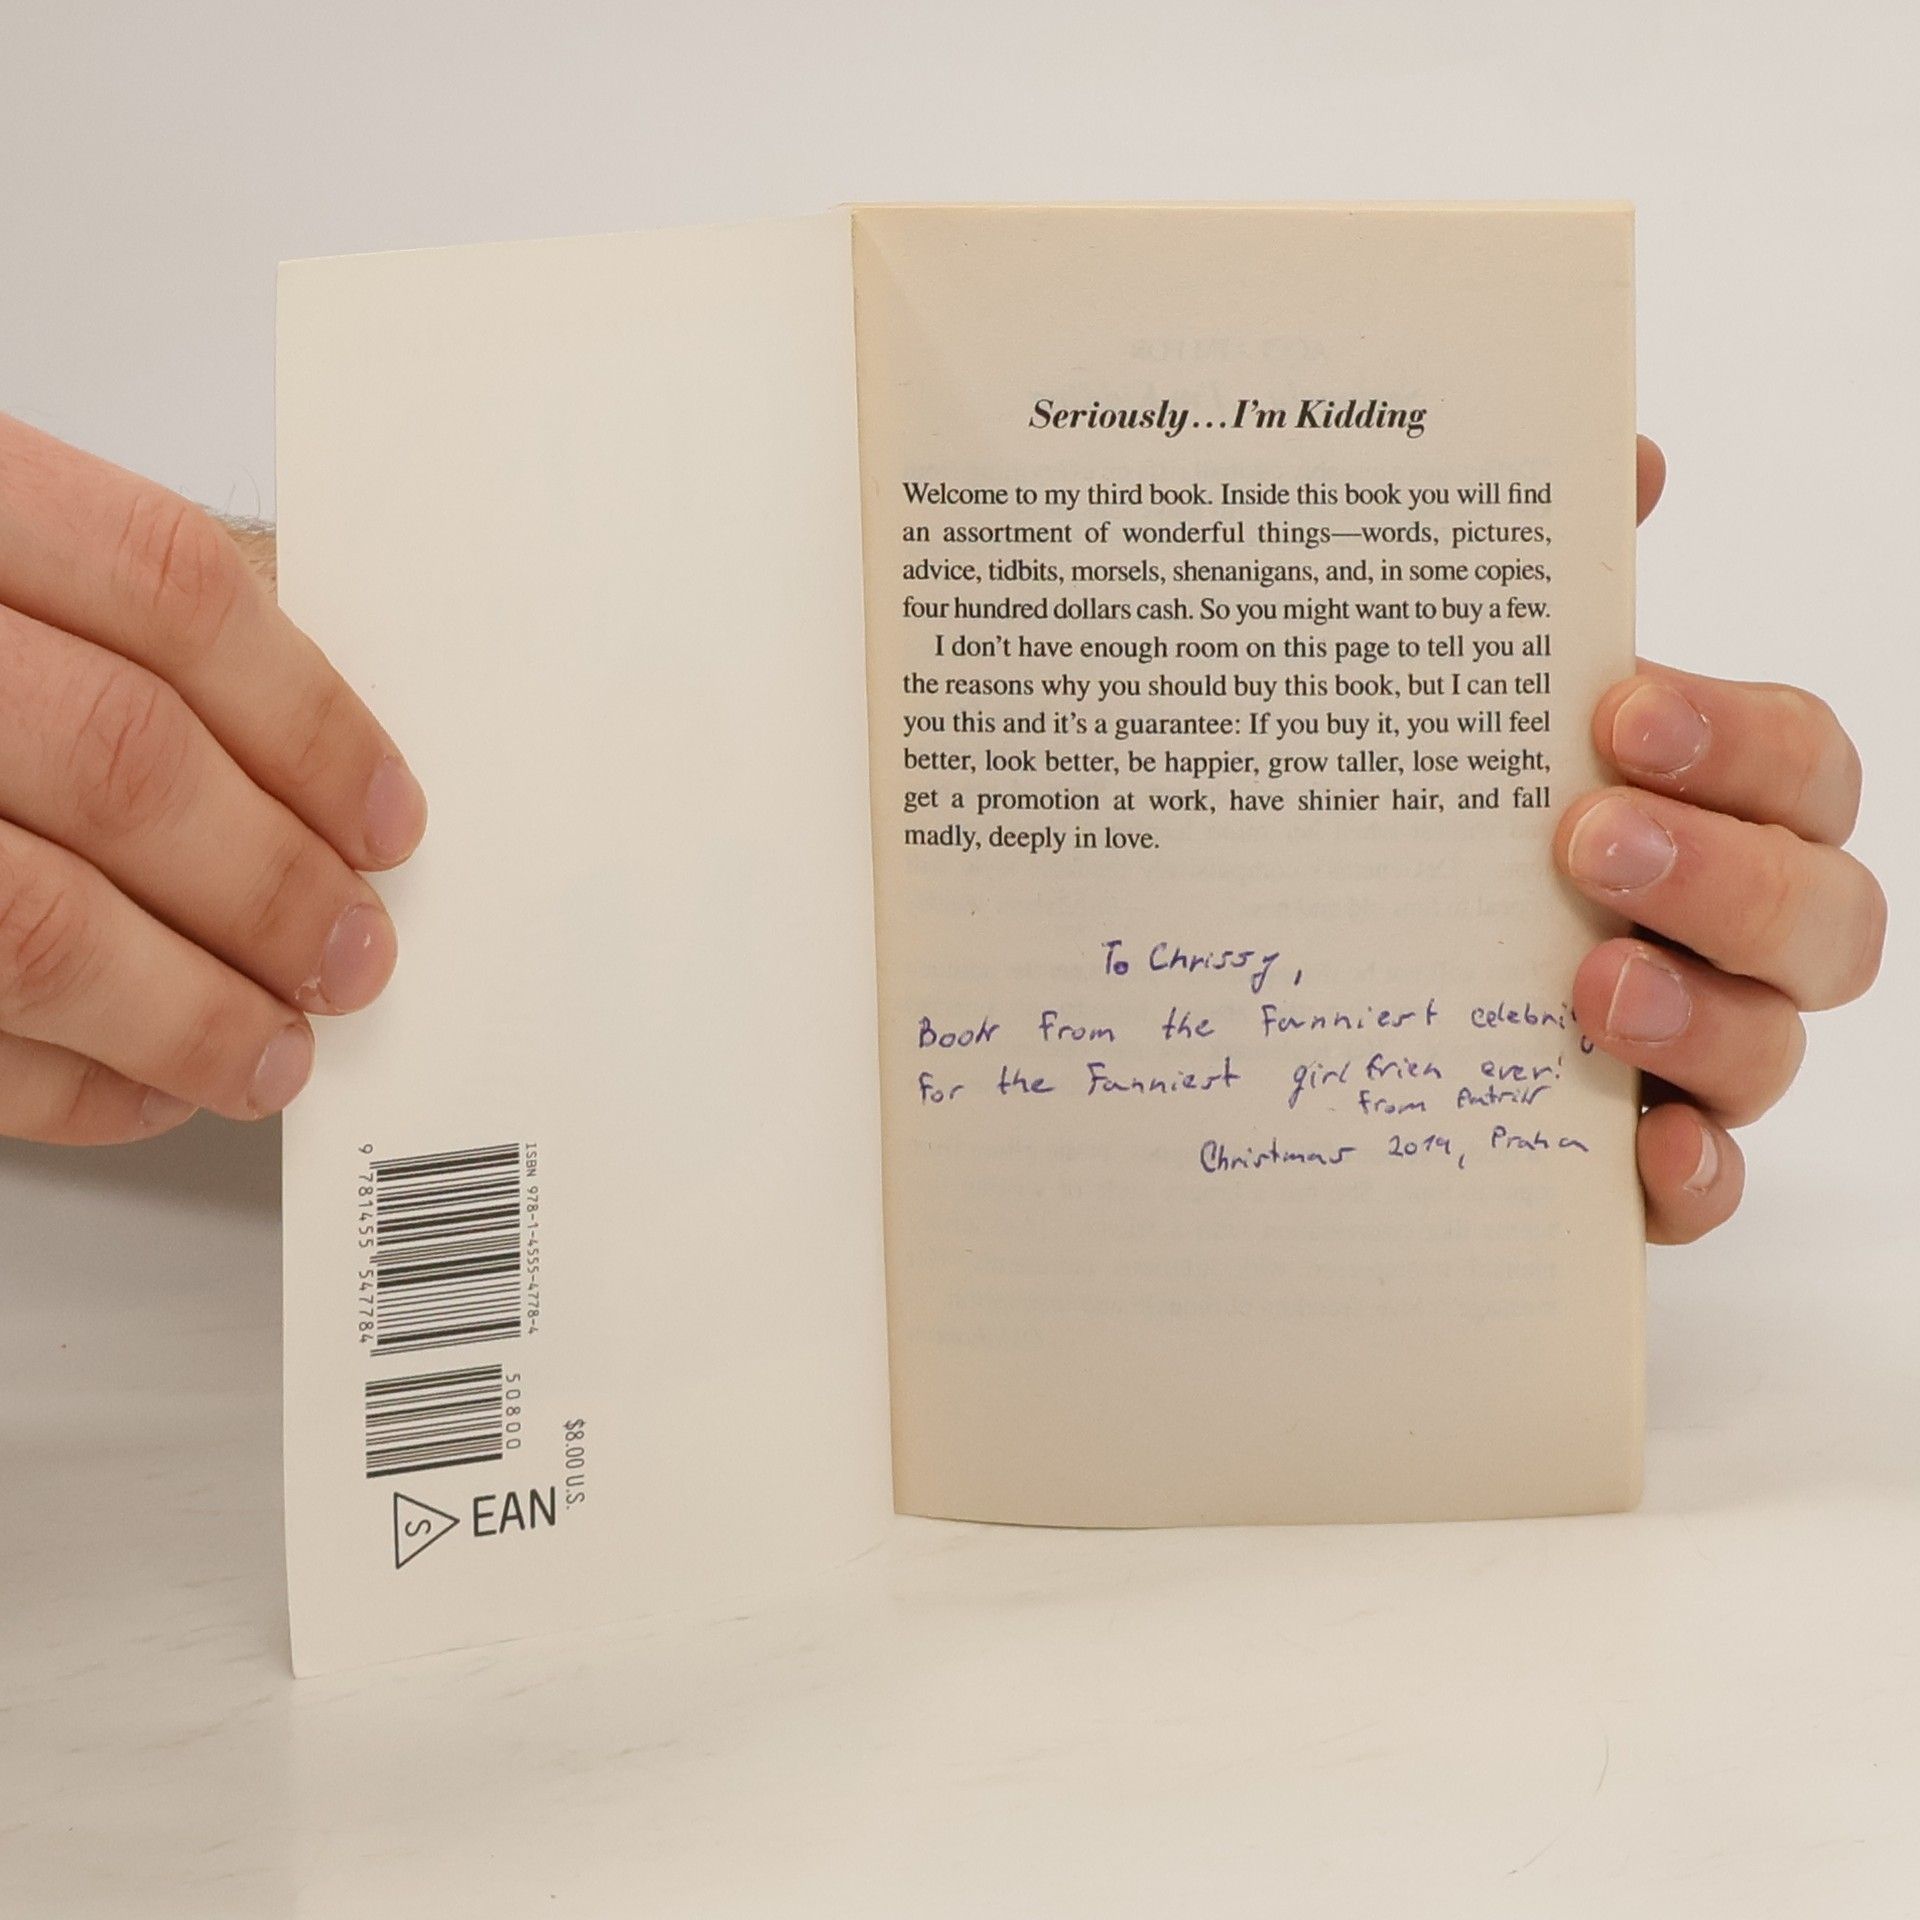 ISBN 978-1-4555-4778-4
9 781455 547784
50800
$8.00 U.S.
S EAN
Seriously…I'm Kidding
Welcome to my third book. Inside this book you will find
an assortment of wonderful things—words, pictures,
advice, tidbits, morsels, shenanigans, and, in some copies,
four hundred dollars cash. So you might want to buy a few.
I don't have enough room on this page to tell you all
the reasons why you should buy this book, but I can tell
you this and it's a guarantee: If you buy it, you will feel
better, look better, be happier, grow taller, lose weight,
get a promotion at work, have shinier hair, and fall
madly, deeply in love.
To Chrissy,
Book from the Funniest
for the Funniest girlfrien ever!
from Patrik
Christmas 2019, Praha